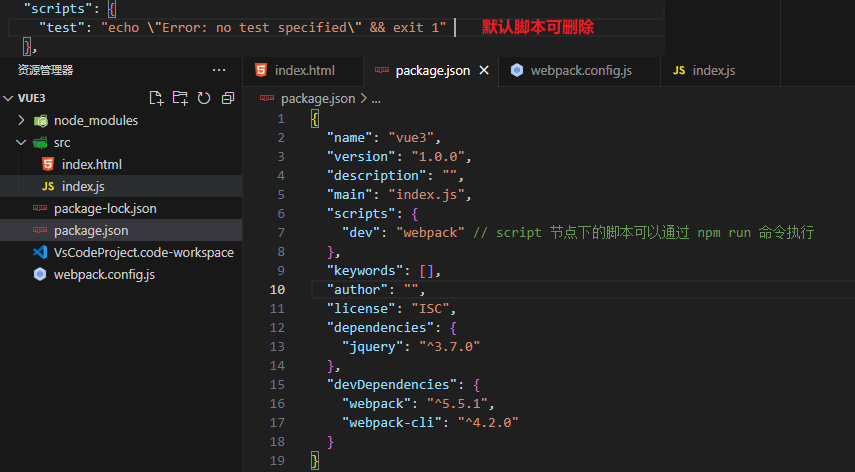 "scripts": {
"test": "echo \"Error: no test specified\" && exit 1" 默认脚本可删除
},
资源管理器 ...
index.html package.json webpack.config.js JS index.js
VUE3
package.json > ...
node_modules
src
index.html
JS index.js
package-lock.json
package.json
VsCodeProject.code-workspace
webpack.config.js
1 {
2 "name": "vue3",
3 "version": "1.0.0",
4 "description": "",
5 "main": "index.js",
6 "scripts": {
7 "dev": "webpack" // script 节点下的脚本可以通过 npm run 命令执行
8 },
9 "keywords": [],
10 "author": "",
11 "license": "ISC",
12 "dependencies": {
13 "jquery": "^3.7.0"
14 },
15 "devDependencies": {
16 "webpack": "^5.5.1",
17 "webpack-cli": "^4.2.0"
18 }
19 }